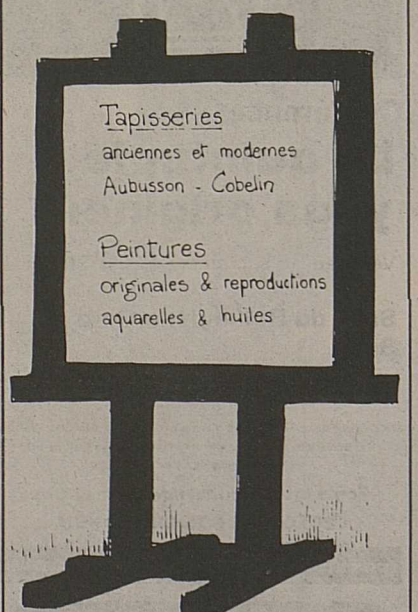 Tapisseries
anciennes et modernes
Aubusson - Cobelin
Peintures
originales & reproductions
aquarelles & huiles